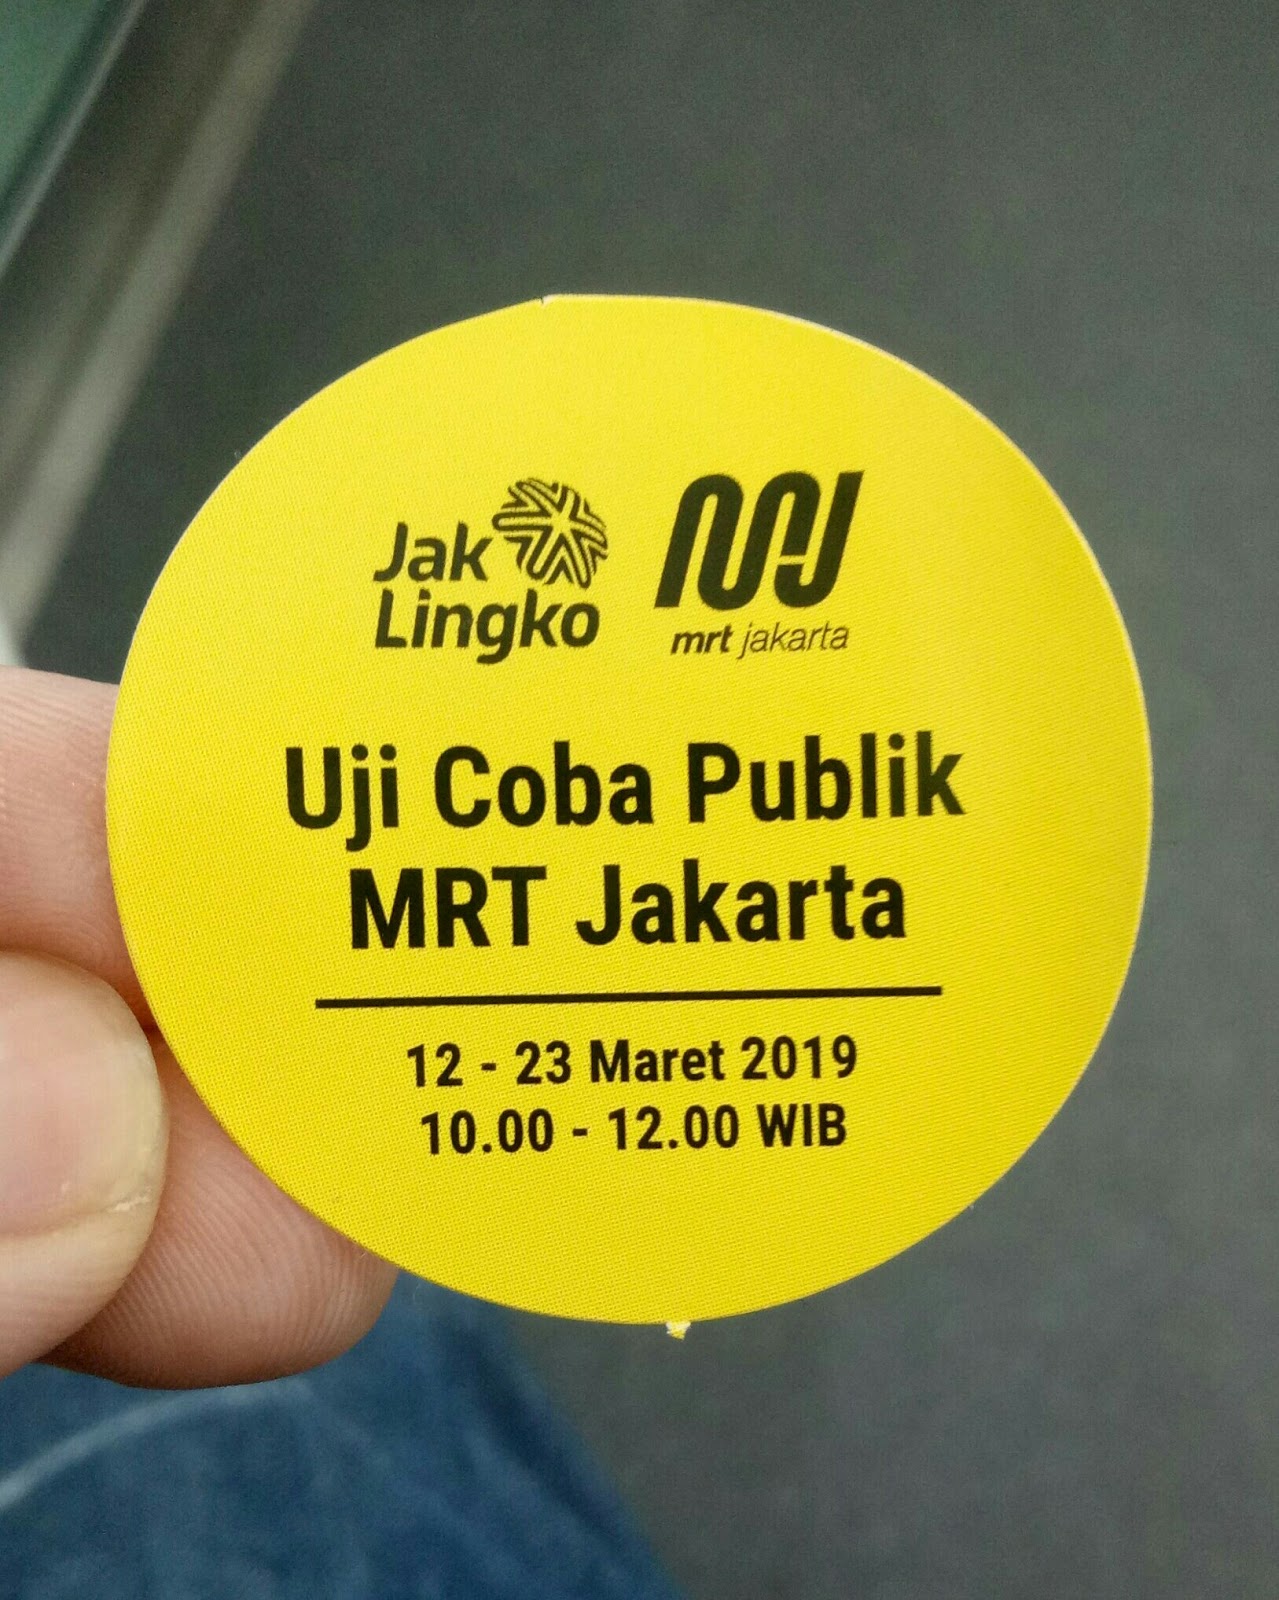 Jak
Lingko
mrt jakarta
Uji Coba Publik
MRT Jakarta
12 - 23 Maret 2019
10.00 - 12.00 WIB